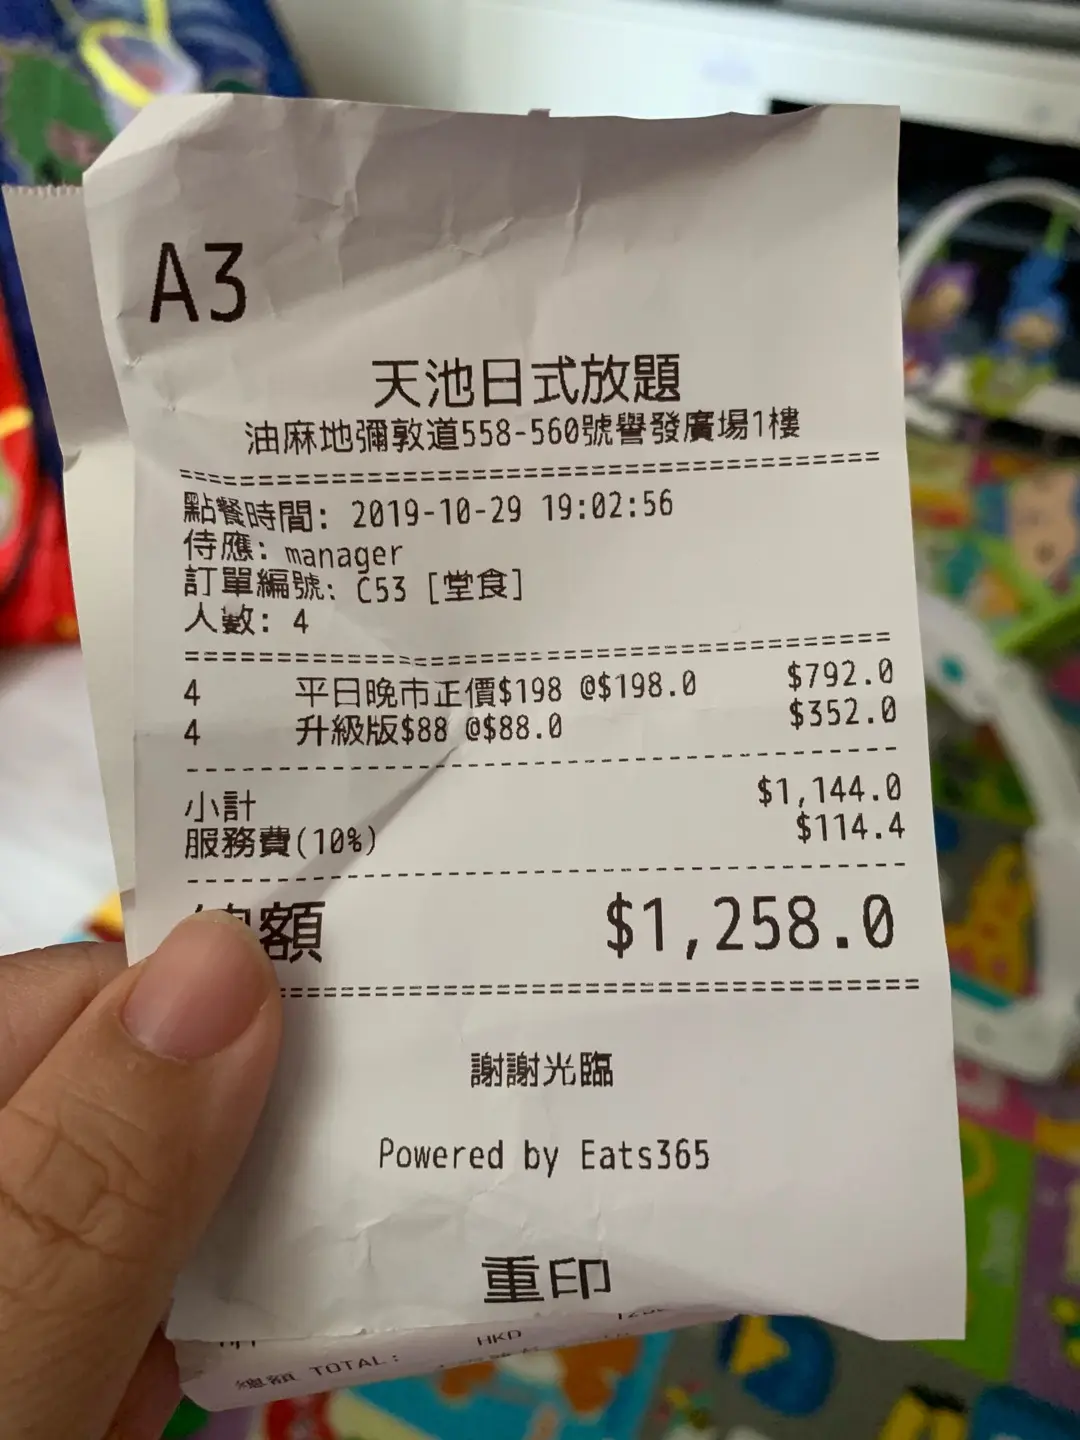 A3
天池日式放題
油麻地彌敦道558-560號譽發廣場1樓
點餐時間: 2019-10-29 19:02:56
侍應: manager
訂單編號: C53 [堂食]
人數: 4
4 平日晚市正價$198 @$198.0 $792.0
4 升級版$88 @$88.0 $352.0
小計 $1,144.0
服務費(10%) $114.4
額 $1,258.0
謝謝光臨
Powered by Eats365
重印
HKD
總額 TOTAL: